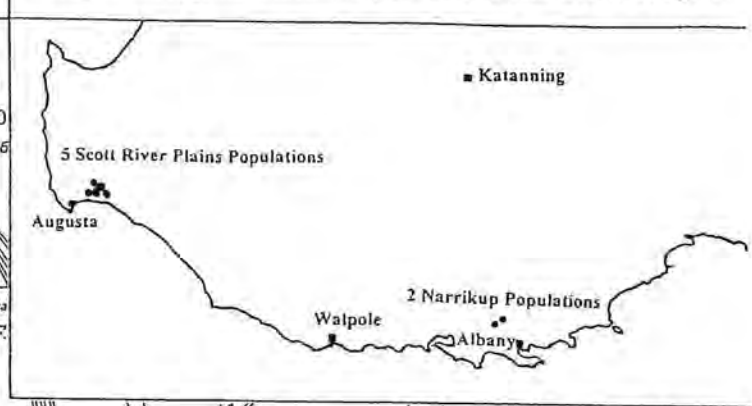 Katanning
5 Scott River Plains Populations
Augusta
2 Narrikup Populations
Walpole
Albany